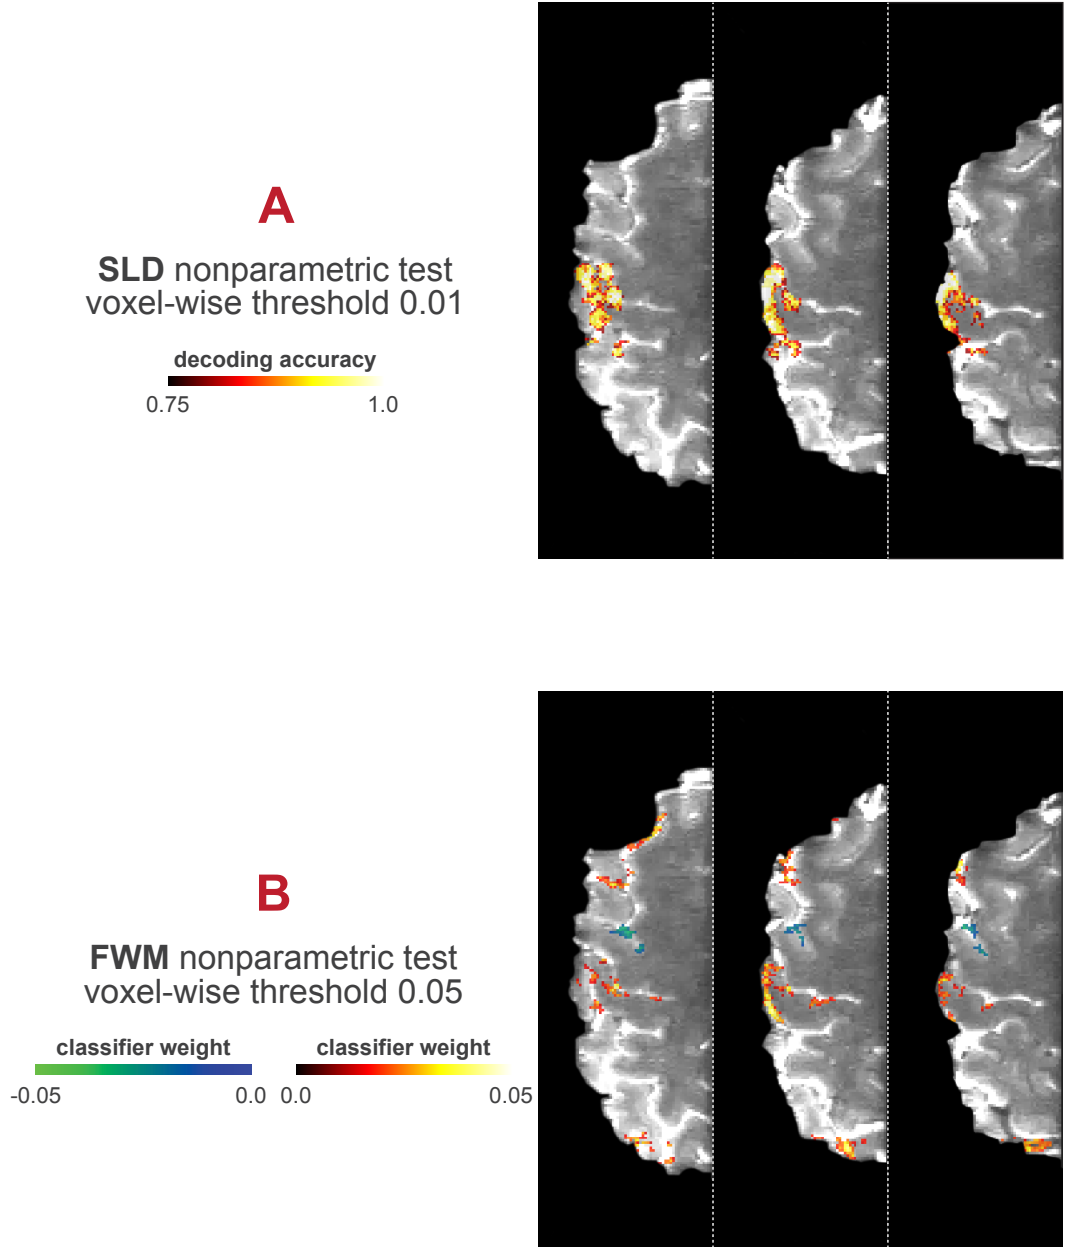 A
SLD nonparametric test
voxel-wise threshold 0.01
decoding accuracy
0.75 1.0
B
FWM nonparametric test
voxel-wise threshold 0.05
classifier weight classifier weight
-0.05 0.0 0.0 0.05